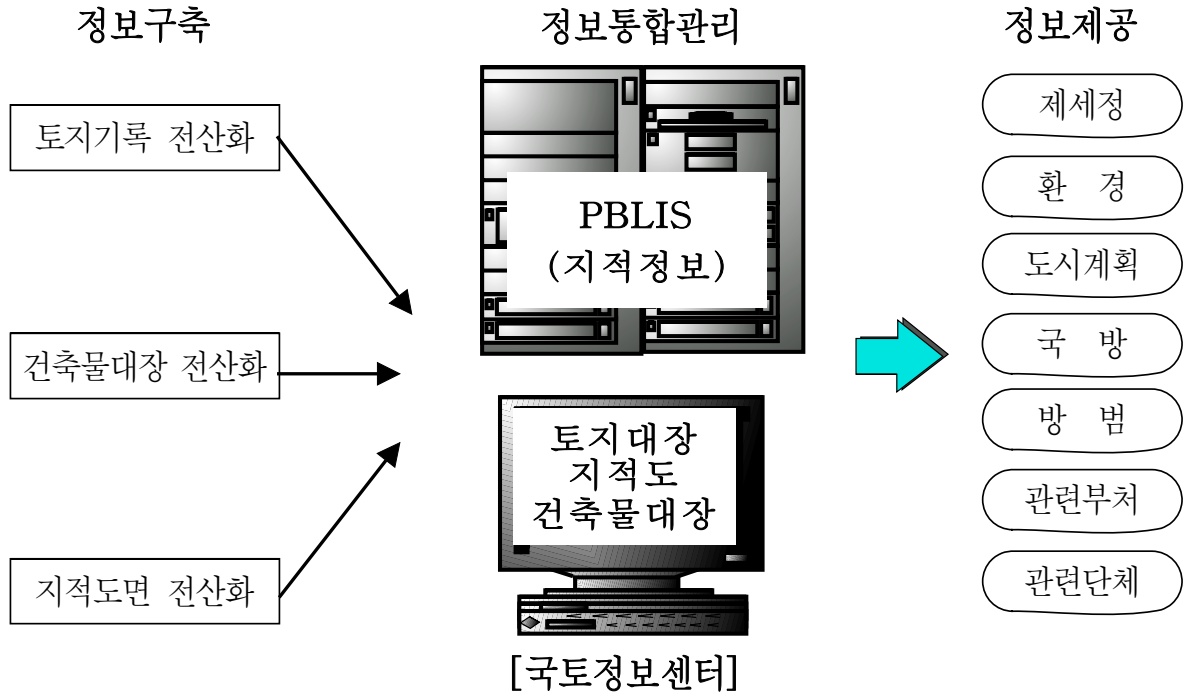 정보구축
토지기록 전산화
건축물대장 전산화
지적도면 전산화
정보통합관리
PBLIS
(지적정보)
토지대장
지적도
건축물대장
[국토정보센터]
정보제공
제세정
환 경
도시계획
국 방
방 범
관련부처
관련단체